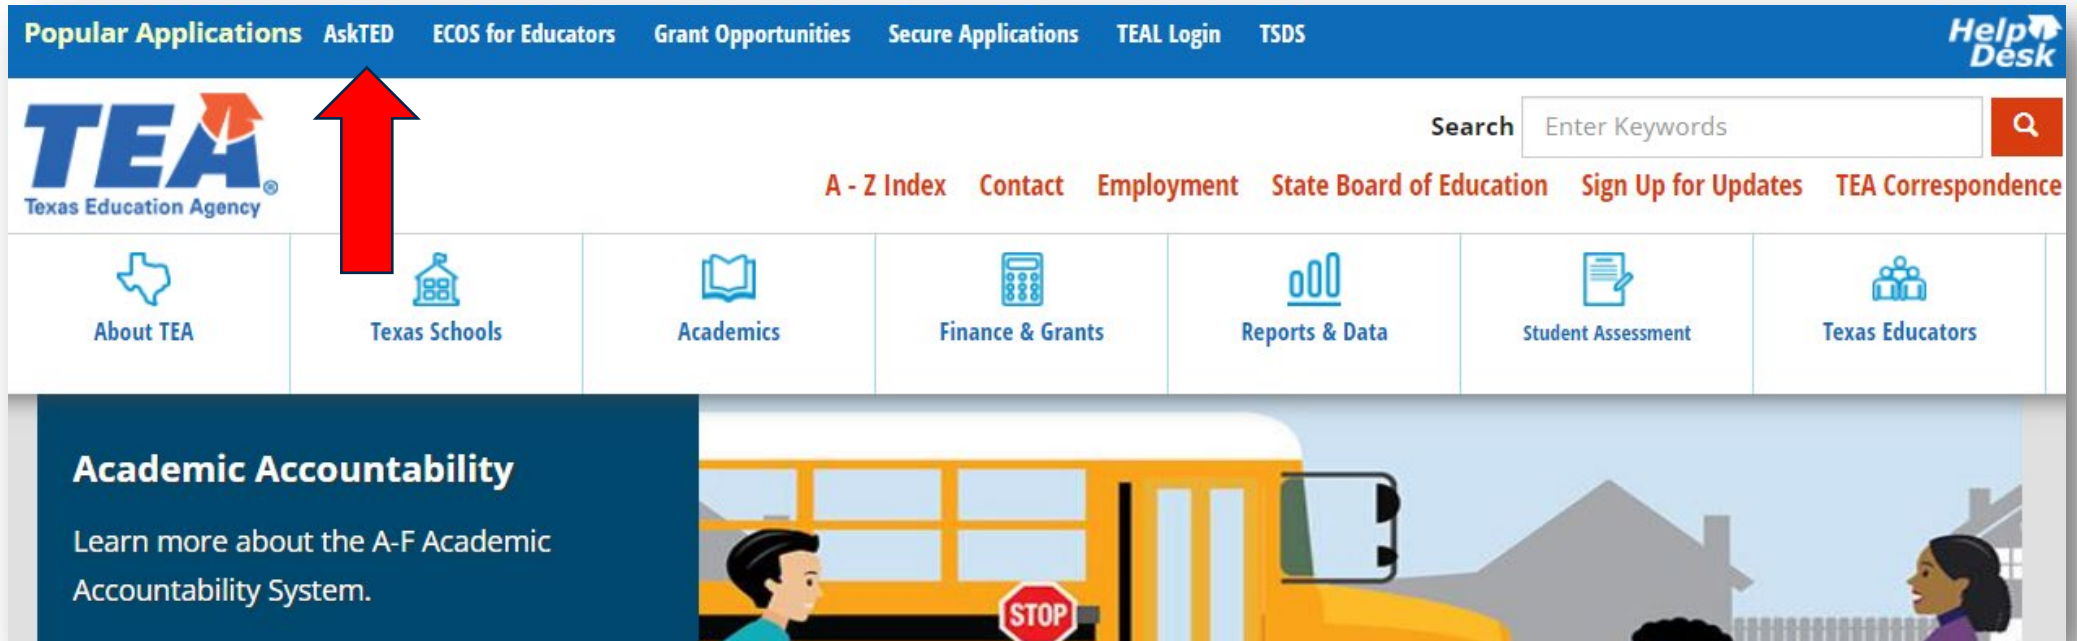 Popular Applications AskTED ECOS for Educators Grant Opportunities Secure Applications TEAL Login TSDS
Help
Desk
TEA®
Texas Education Agency
Search Enter Keywords
A - Z Index Contact Employment State Board of Education Sign Up for Updates TEA Correspondence
About TEA Texas Schools Academics Finance & Grants Reports & Data Student Assessment Texas Educators
Academic Accountability
Learn more about the A-F Academic
Accountability System.
STOP